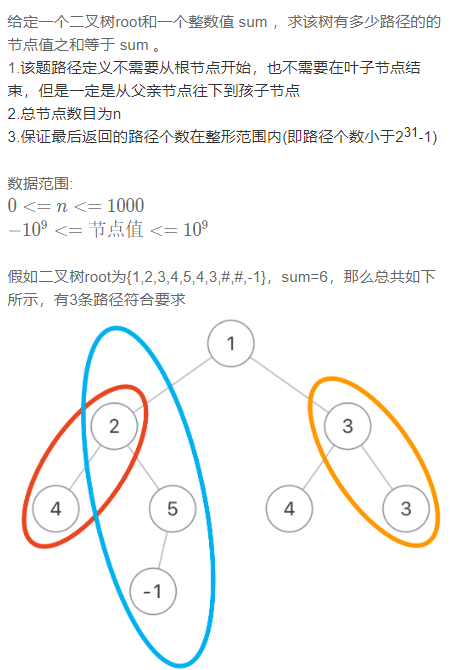 给定一个二叉树root和一个整数值 sum ，求该树有多少路径的的
节点值之和等于 sum 。
1.该题路径定义不需要从根节点开始，也不需要在叶子节点结
束，但是一定是从父亲节点往下到孩子节点
2.总节点数目为n
3.保证最后返回的路径个数在整形范围内(即路径个数小于2³¹-1)
数据范围:
0 <= n <= 1000
−10⁹ <= 节点值 <= 10⁹
假如二叉树root为{1,2,3,4,5,4,3,#,#,-1}，sum=6，那么总共如下
所示，有3条路径符合要求
1
2 3
4 5 4 3
-1